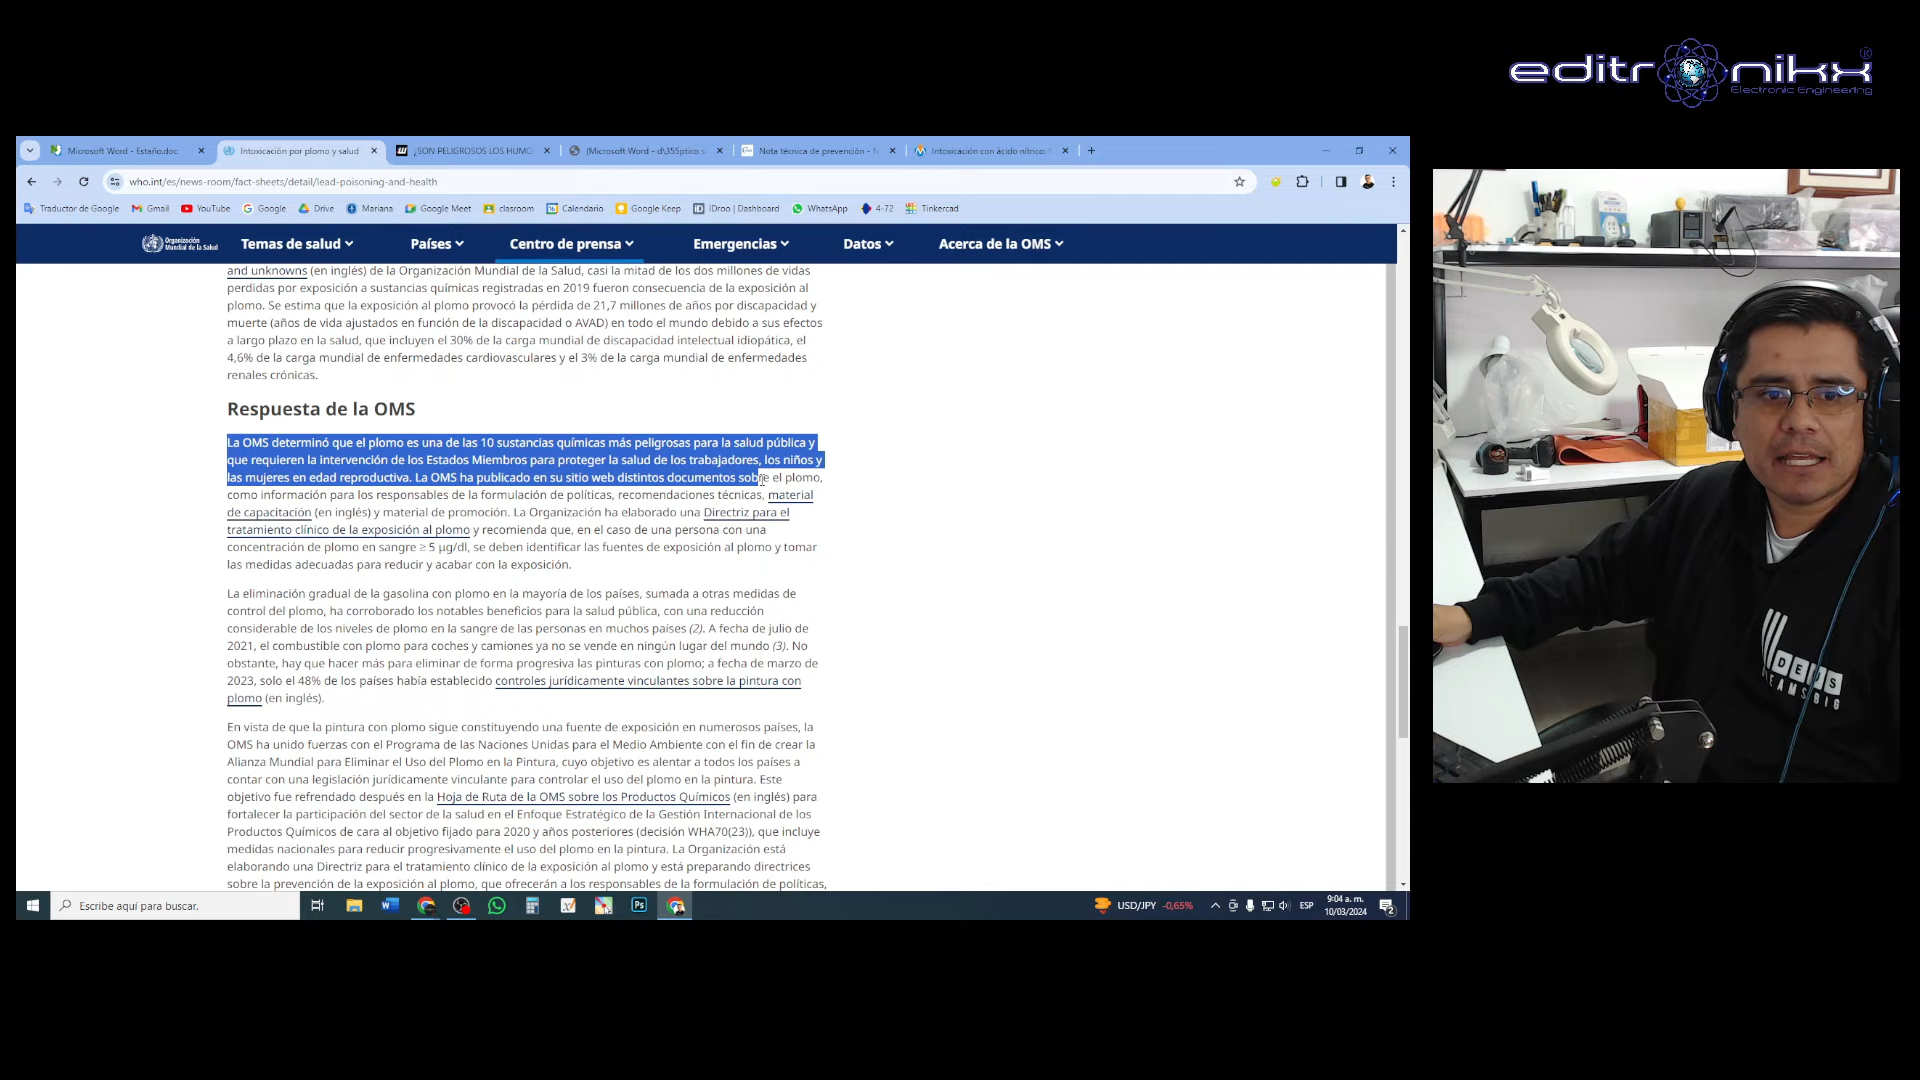 editronikx
®
Electronic Engineering
Microsoft Word - Estaño.doc
Intoxicación por plomo y salud
¿SON PELIGROSOS LOS HUMO
(Microsoft Word - d\355ptico s
Nota técnica de prevención - N
Intoxicación con ácido nítrico:
who.int/es/news-room/fact-sheets/detail/lead-poisoning-and-health
Traductor de Google
Gmail
YouTube
Google
Drive
Mariana
Google Meet
clasroom
Calendario
Google Keep
IDroo | Dashboard
WhatsApp
4-72
Tinkercad
Organización
Mundial de la Salud
Temas de salud
Países
Centro de prensa
Emergencias
Datos
Acerca de la OMS
and unknowns (en inglés) de la Organización Mundial de la Salud, casi la mitad de los dos millones de vidas
perdidas por exposición a sustancias químicas registradas en 2019 fueron consecuencia de la exposición al
plomo. Se estima que la exposición al plomo provocó la pérdida de 21,7 millones de años por discapacidad y
muerte (años de vida ajustados en función de la discapacidad o AVAD) en todo el mundo debido a sus efectos
a largo plazo en la salud, que incluyen el 30% de la carga mundial de discapacidad intelectual idiopática, el
4,6% de la carga mundial de enfermedades cardiovasculares y el 3% de la carga mundial de enfermedades
renales crónicas.
Respuesta de la OMS
La OMS determinó que el plomo es una de las 10 sustancias químicas más peligrosas para la salud pública y
que requieren la intervención de los Estados Miembros para proteger la salud de los trabajadores, los niños y
las mujeres en edad reproductiva. La OMS ha publicado en su sitio web distintos documentos sobre el plomo,
como información para los responsables de la formulación de políticas, recomendaciones técnicas, material
de capacitación (en inglés) y material de promoción. La Organización ha elaborado una Directriz para el
tratamiento clínico de la exposición al plomo y recomienda que, en el caso de una persona con una
concentración de plomo en sangre ≥ 5 µg/dl, se deben identificar las fuentes de exposición al plomo y tomar
las medidas adecuadas para reducir y acabar con la exposición.
La eliminación gradual de la gasolina con plomo en la mayoría de los países, sumada a otras medidas de
control del plomo, ha corroborado los notables beneficios para la salud pública, con una reducción
considerable de los niveles de plomo en la sangre de las personas en muchos países (2). A fecha de julio de
2021, el combustible con plomo para coches y camiones ya no se vende en ningún lugar del mundo (3). No
obstante, hay que hacer más para eliminar de forma progresiva las pinturas con plomo; a fecha de marzo de
2023, solo el 48% de los países había establecido controles jurídicamente vinculantes sobre la pintura con
plomo (en inglés).
En vista de que la pintura con plomo sigue constituyendo una fuente de exposición en numerosos países, la
OMS ha unido fuerzas con el Programa de las Naciones Unidas para el Medio Ambiente con el fin de crear la
Alianza Mundial para Eliminar el Uso del Plomo en la Pintura, cuyo objetivo es alentar a todos los países a
contar con una legislación jurídicamente vinculante para controlar el uso del plomo en la pintura. Este
objetivo fue refrendado después en la Hoja de Ruta de la OMS sobre los Productos Químicos (en inglés) para
fortalecer la participación del sector de la salud en el Enfoque Estratégico de la Gestión Internacional de los
Productos Químicos de cara al objetivo fijado para 2020 y años posteriores (decisión WHA70(23)), que incluye
medidas nacionales para reducir progresivamente el uso del plomo en la pintura. La Organización está
elaborando una Directriz para el tratamiento clínico de la exposición al plomo y está preparando directrices
sobre la prevención de la exposición al plomo, que ofrecerán a los responsables de la formulación de políticas,
DEUS
EAMSBIG
Escribe aquí para buscar.
USD/JPY -0,65%
ESP
9:04 a. m.
10/03/2024
2